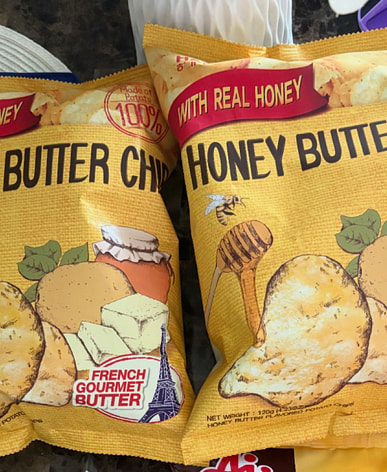 NEY
made of Potato
100%
BUTTER CHI
FRENCH
GOURMET
BUTTER
WITH REAL HONEY
HONEY BUTTE
NET WEIGHT : 120g
HONEY BUTTER FLAVORED POTATO CHIPS